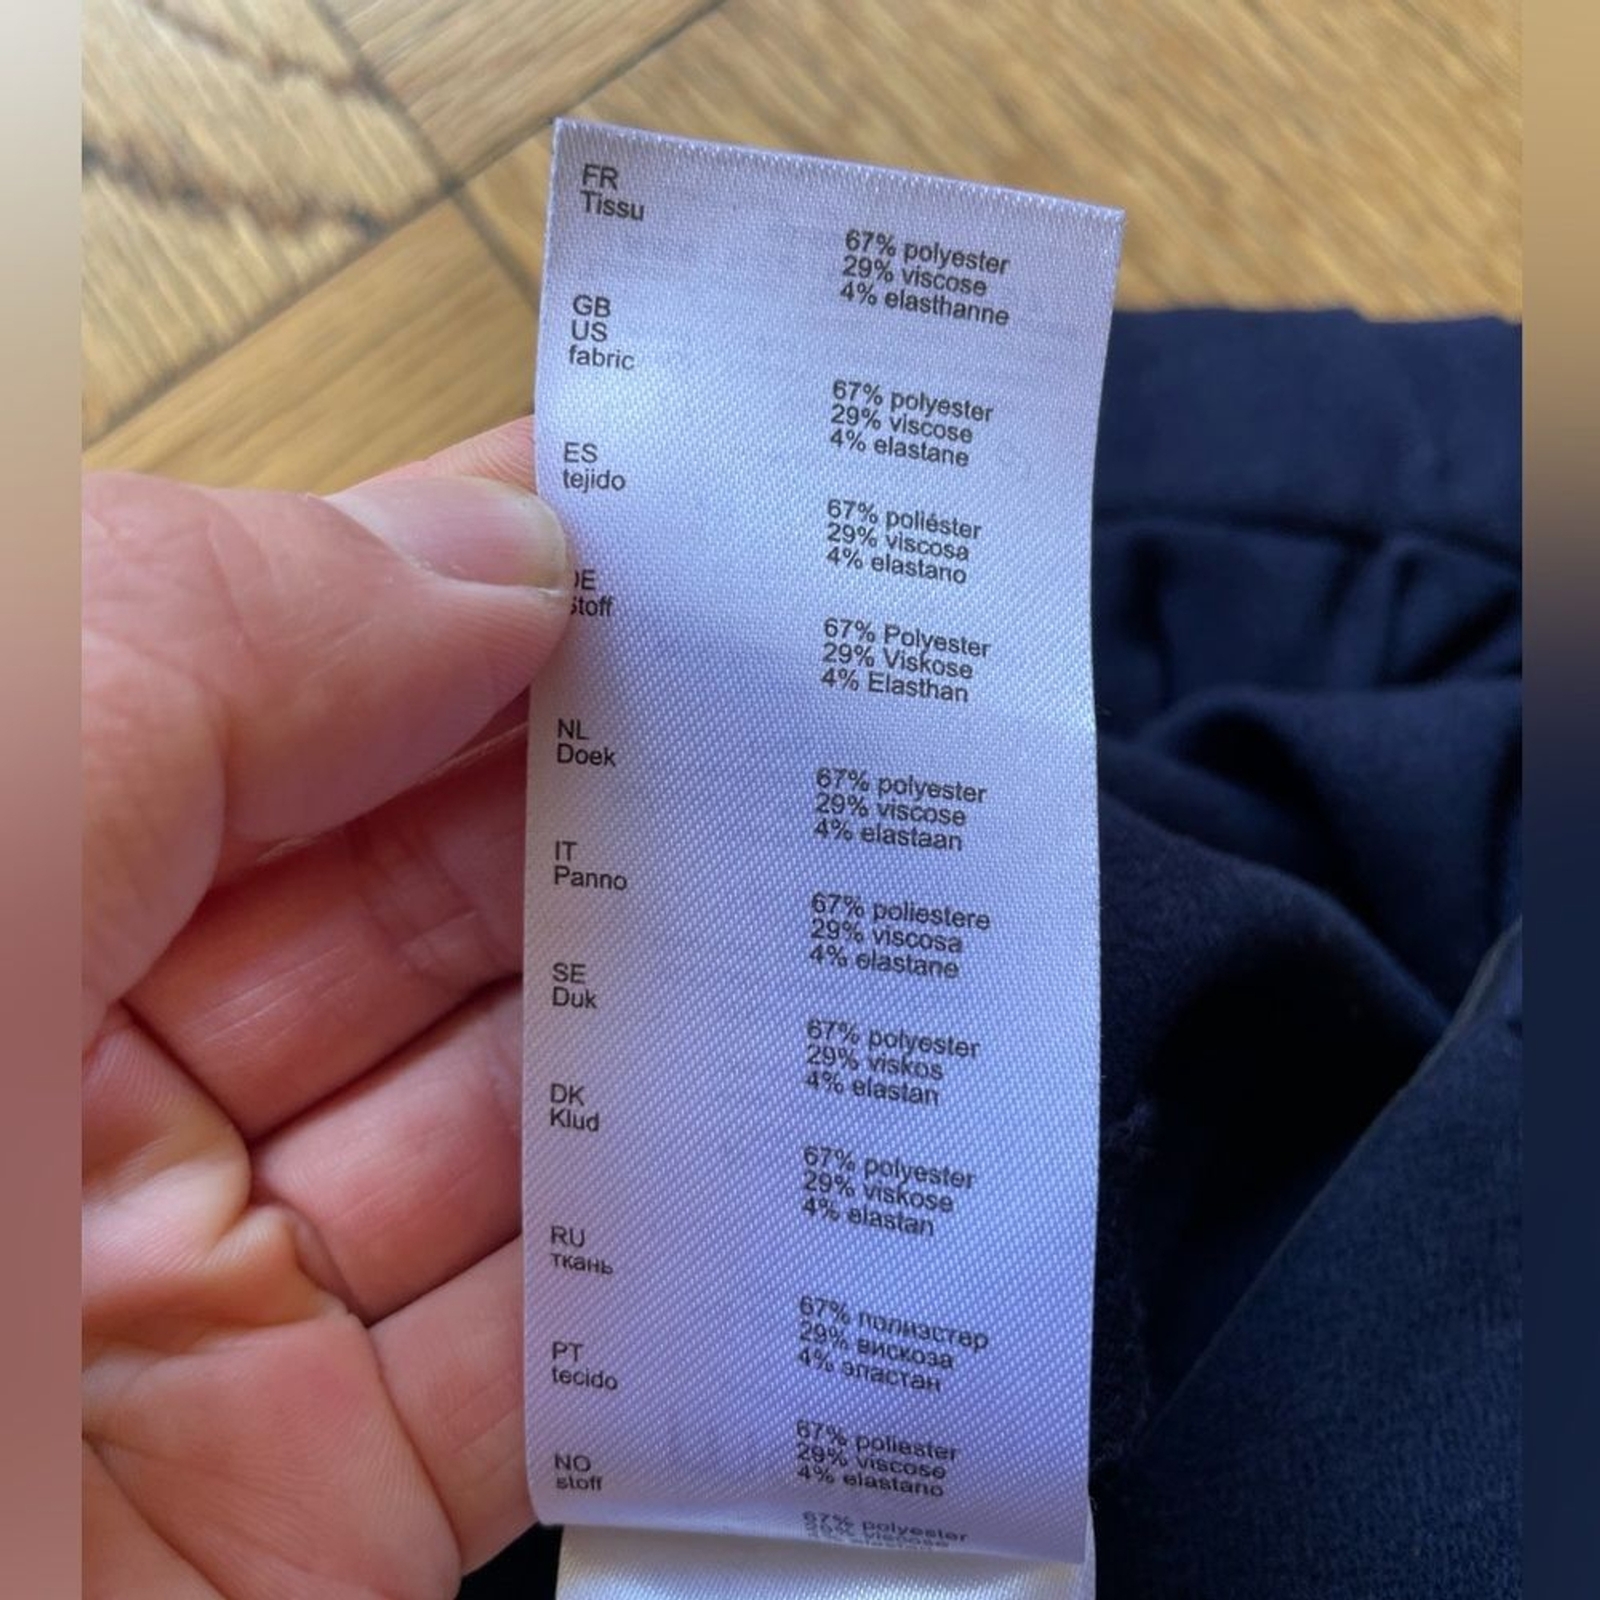 FR
Tissu
67% polyester
29% viscose
4% elasthanne
GB
US
fabric
67% polyester
29% viscose
4% elastane
ES
tejido
67% poliéster
29% viscosa
4% elastano
DE
Stoff
67% Polyester
29% Viskose
4% Elasthan
NL
Doek
67% polyester
29% viscose
4% elastaan
IT
Panno
67% poliestere
29% viscosa
4% elastane
SE
Duk
67% polyester
29% viskos
4% elastan
DK
Klud
67% polyester
29% viskose
4% elastan
RU
ткань
67% полиэстер
29% вискоза
4% эластан
PT
tecido
67% poliester
29% viscose
4% elastano
NO
stoff
67% polyester